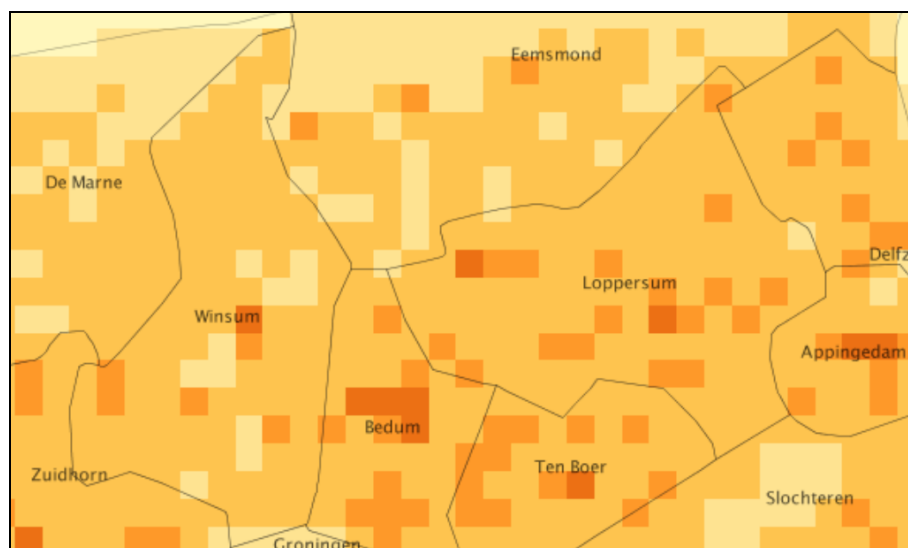 Eemsmond
De Marne
Delfz
Loppersum
Winsum
Appingedam
Bedum
Ten Boer
Zuidhorn
Slochteren
Groningen